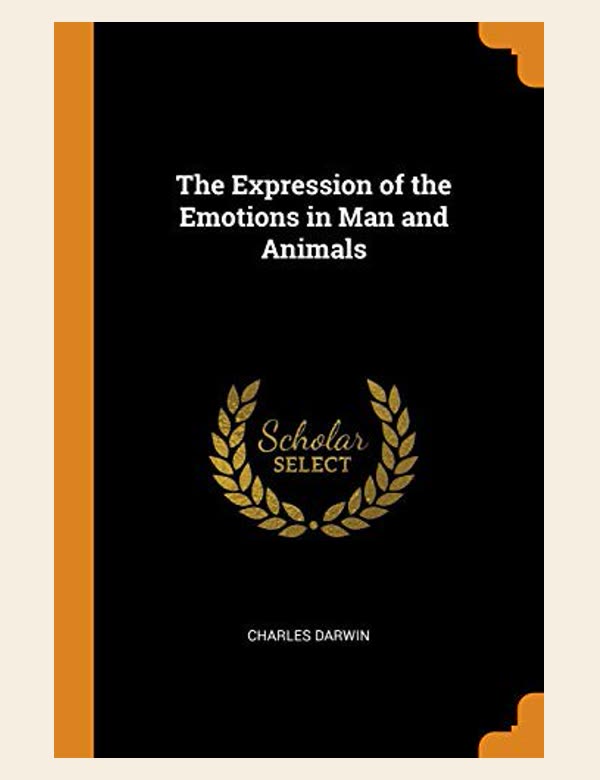 The Expression of the
Emotions in Man and
Animals
Scholar
SELECT
CHARLES DARWIN